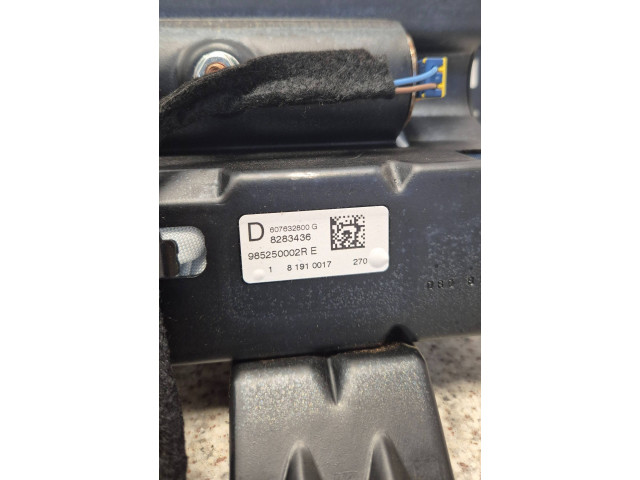 D 607632800 G
8283436
985250002R E
1 8 191 0017 270